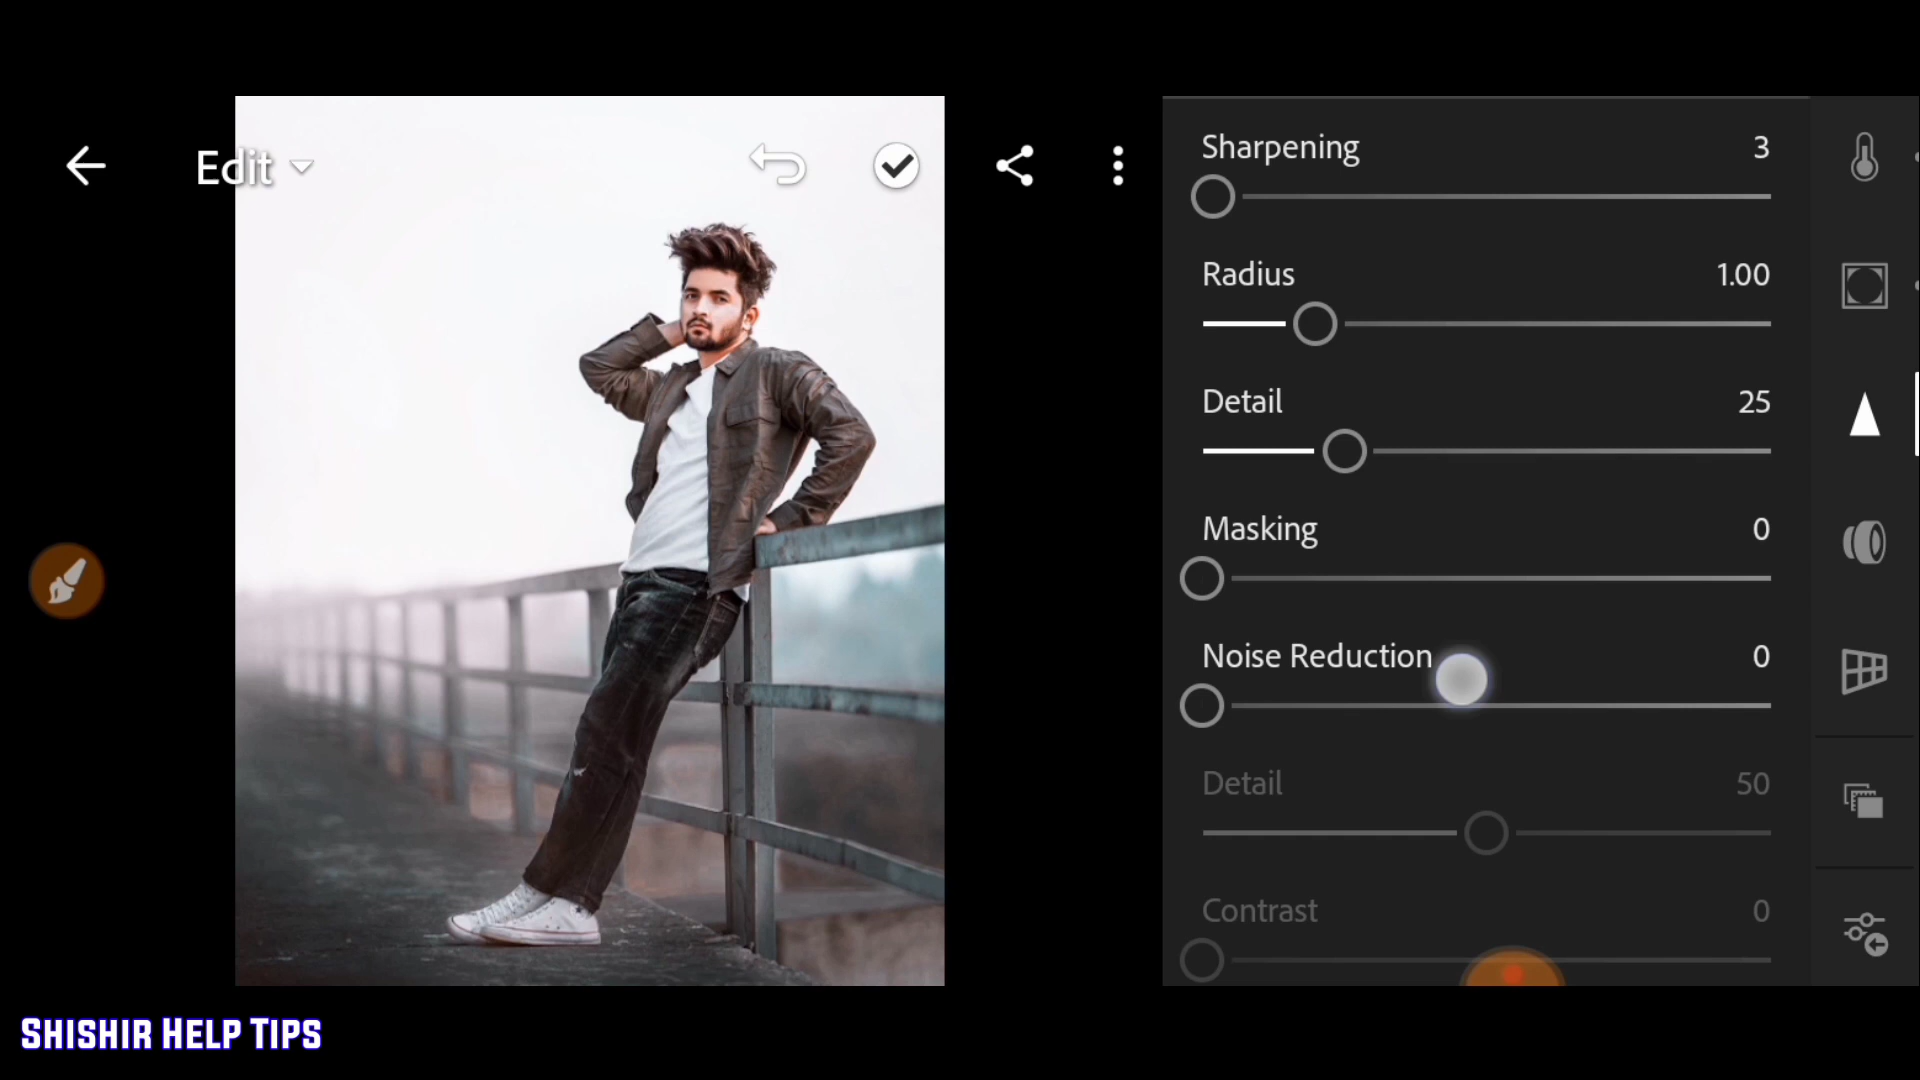 Edit
Sharpening 3
Radius 1.00
Detail 25
Masking 0
Noise Reduction 0
Detail 50
Contrast 0
SHISHIR HELP TIPS